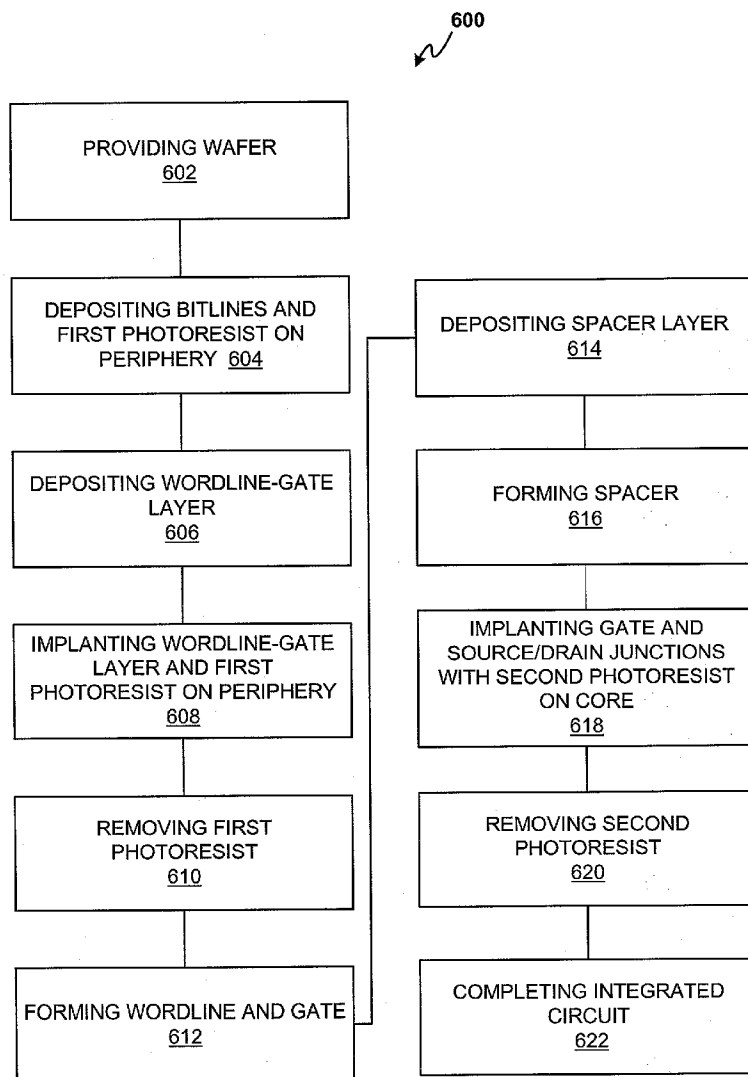 600
PROVIDING WAFER
602
DEPOSITING BITLINES AND
FIRST PHOTORESIST ON
PERIPHERY 604
DEPOSITING WORDLINE-GATE
LAYER
606
IMPLANTING WORDLINE-GATE
LAYER AND FIRST
PHOTORESIST ON PERIPHERY
608
REMOVING FIRST
PHOTORESIST
610
FORMING WORDLINE AND GATE
612
DEPOSITING SPACER LAYER
614
FORMING SPACER
616
IMPLANTING GATE AND
SOURCE/DRAIN JUNCTIONS
WITH SECOND PHOTORESIST
ON CORE
618
REMOVING SECOND
PHOTORESIST
620
COMPLETING INTEGRATED
CIRCUIT
622